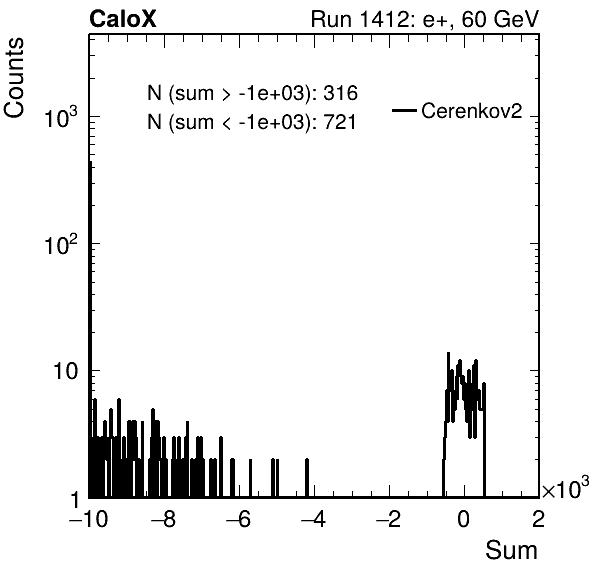 CaloX Run 1412: e+, 60 GeV
Counts
N (sum > -1e+03): 316
N (sum < -1e+03): 721
Cerenkov2
10³
10²
10
1
−10 −8 −6 −4 −2 0 2
×10³
Sum